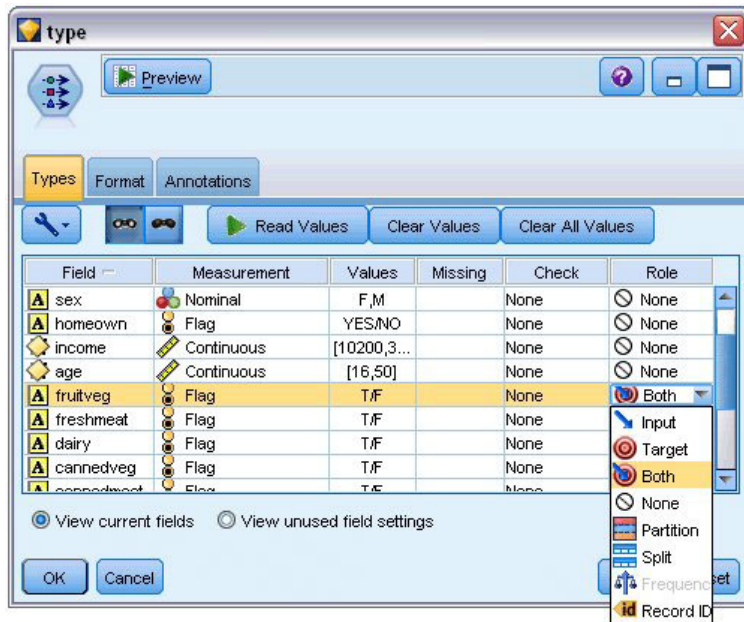 type
Preview
Types Format Annotations
Read Values Clear Values Clear All Values
Field Measurement Values Missing Check Role
A sex Nominal F,M None None
A homeown Flag YES/NO None None
income Continuous [10200,3... None None
age Continuous [16,50] None None
A fruitveg Flag T/F None Both
A freshmeat Flag T/F None
A dairy Flag T/F None
A cannedveg Flag T/F None
Input
Target
Both
None
Partition
Split
Frequenc
id Record ID
View current fields View unused field settings
OK Cancel set